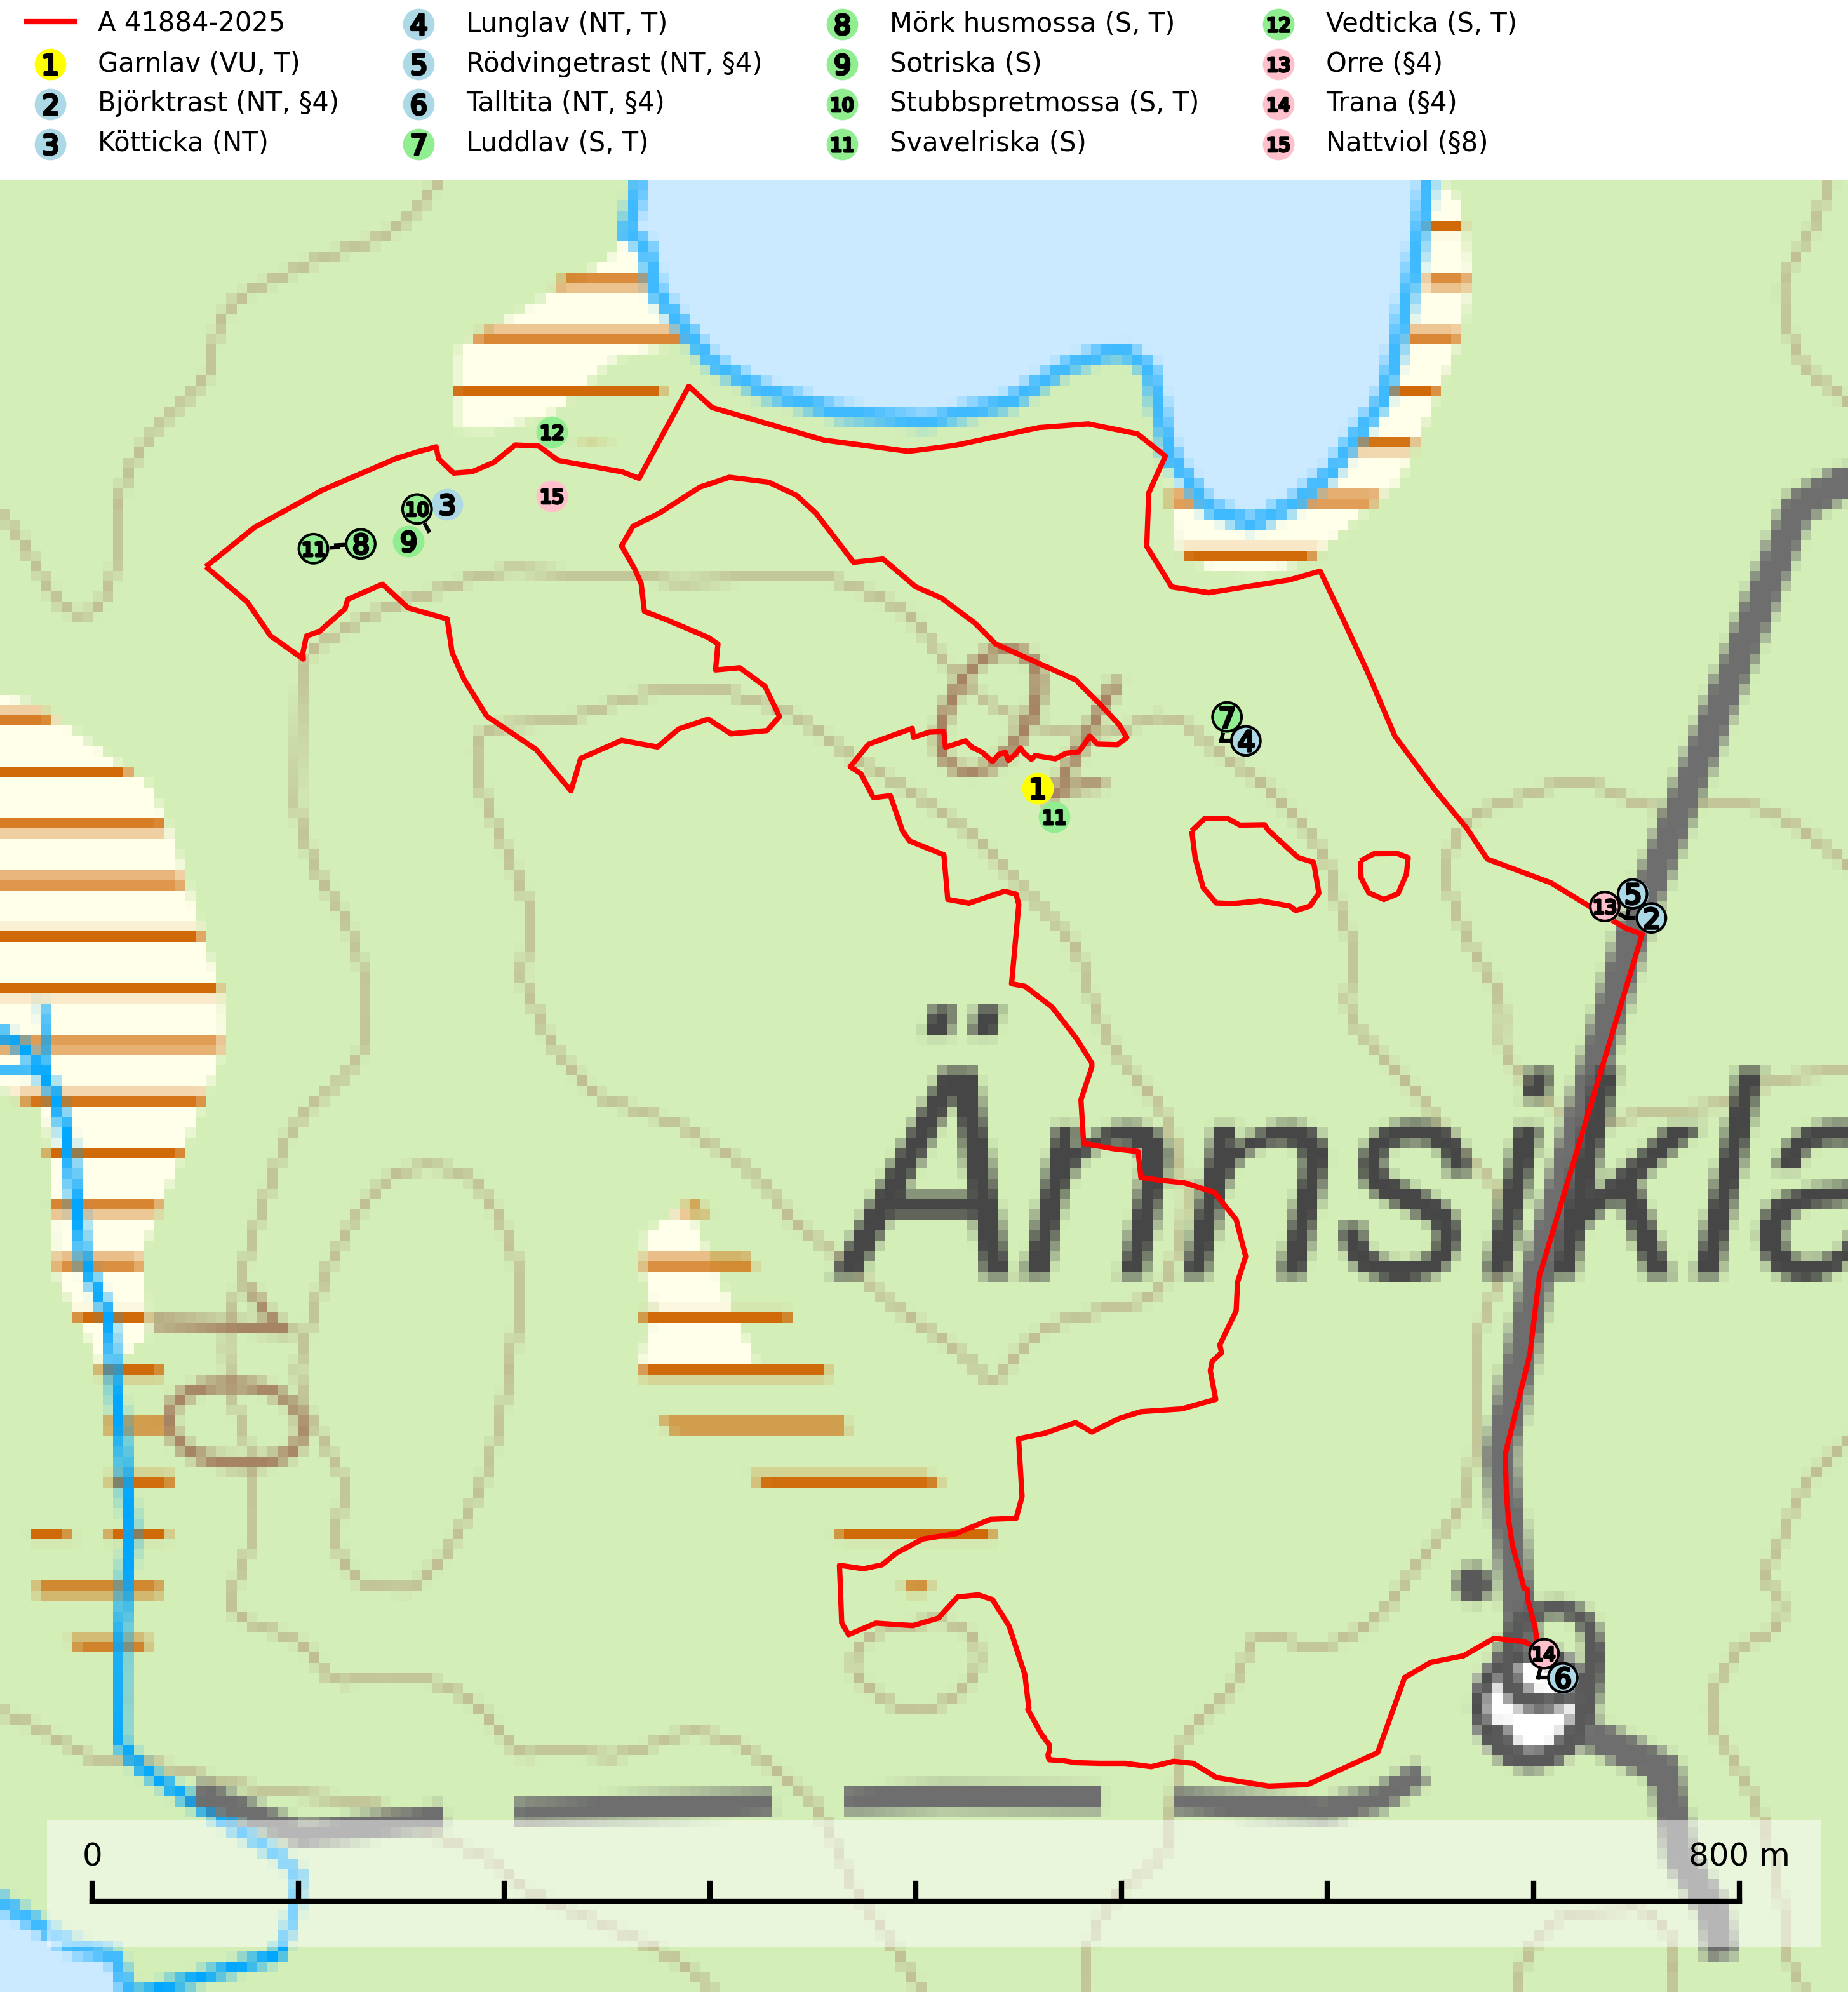 A 41884-2025
1 Garnlav (VU, T)
2 Björktrast (NT, §4)
3 Kötticka (NT)
4 Lunglav (NT, T)
5 Rödvingetrast (NT, §4)
6 Talltita (NT, §4)
7 Luddlav (S, T)
8 Mörk husmossa (S, T)
9 Sotriska (S)
10 Stubbspretmossa (S, T)
11 Svavelriska (S)
12 Vedticka (S, T)
13 Orre (§4)
14 Trana (§4)
15 Nattviol (§8)
12
15
10 3
11 8 9
7
4
1
11
5
13 2
Ännsikla
14
6
0 800 m